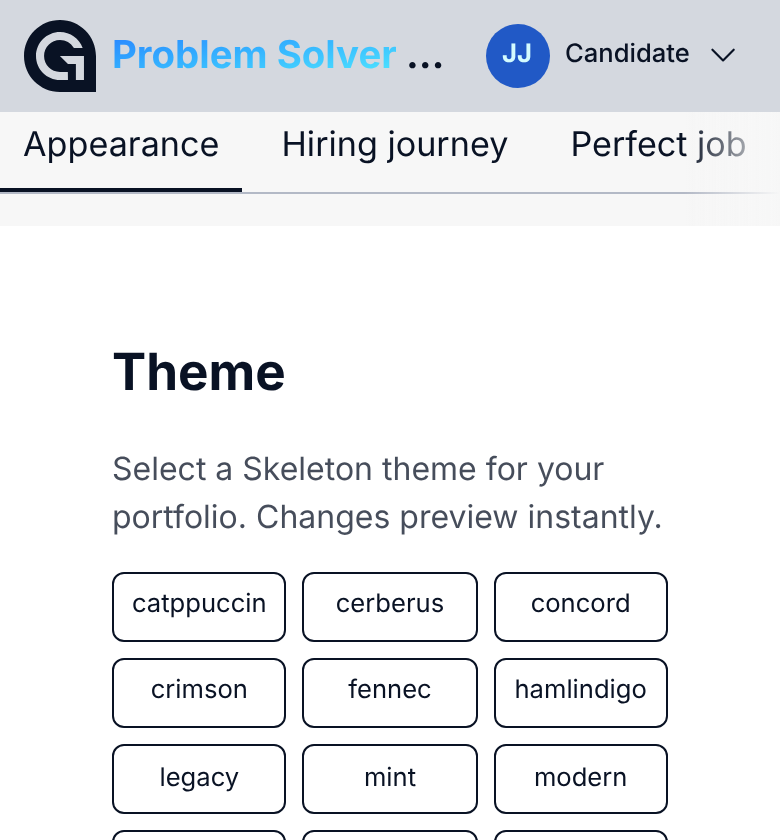 Problem Solver ...
JJ
Candidate
Appearance
Hiring journey
Perfect job
Theme
Select a Skeleton theme for your
portfolio. Changes preview instantly.
catppuccin
cerberus
concord
crimson
fennec
hamlindigo
legacy
mint
modern